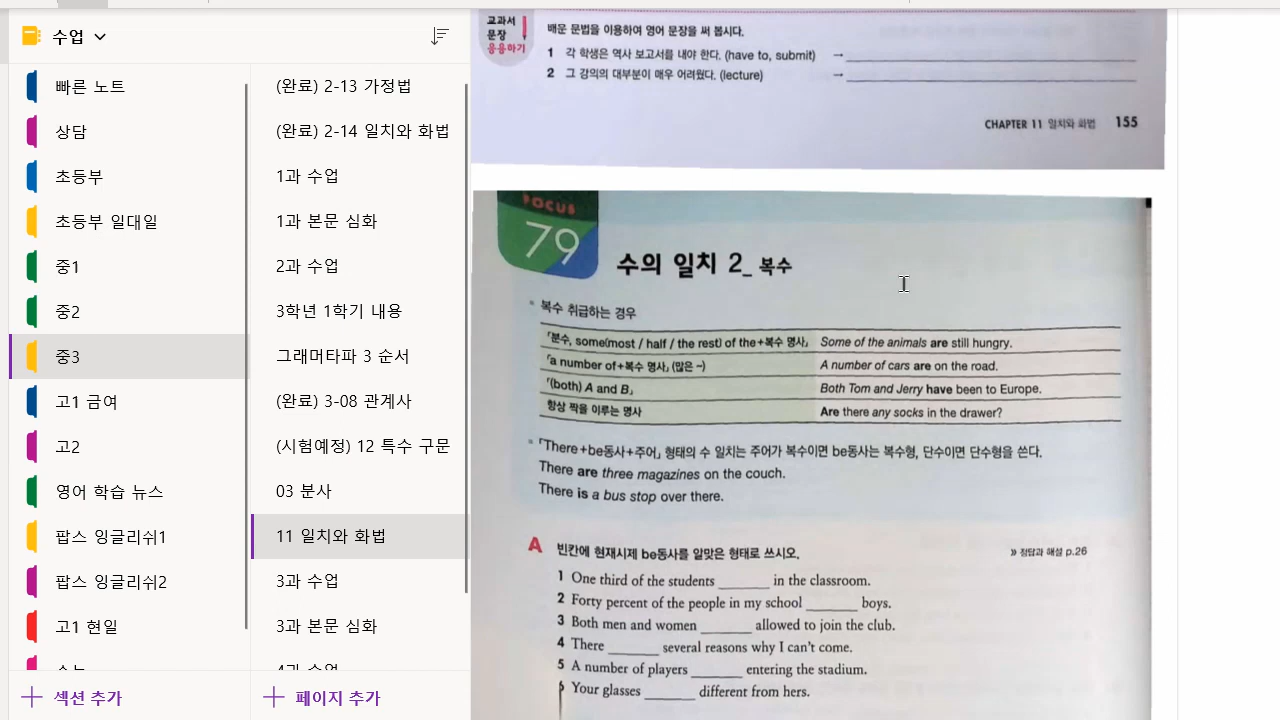 수업
빠른 노트
상담
초등부
초등부 일대일
중1
중2
중3
고1 금여
고2
영어 학습 뉴스
팝스 잉글리쉬1
팝스 잉글리쉬2
고1 현일
섹션 추가
(완료) 2-13 가정법
(완료) 2-14 일치와 화법
1과 수업
1과 본문 심화
2과 수업
3학년 1학기 내용
그래머타파 3 순서
(완료) 3-08 관계사
(시험예정) 12 특수 구문
03 분사
11 일치와 화법
3과 수업
3과 본문 심화
4과 수업
페이지 추가
교과서
문장
응용하기
배운 문법을 이용하여 영어 문장을 써 봅시다.
1 각 학생은 역사 보고서를 내야 한다. (have to, submit) →
2 그 강의의 대부분이 매우 어려웠다. (lecture) →
CHAPTER 11 일치와 화법 155
FOCUS
79
수의 일치 2_ 복수
복수 취급하는 경우
「분수, some(most / half / the rest) of the+복수 명사」 Some of the animals are still hungry.
「a number of+복수 명사」 (많은 ~) A number of cars are on the road.
「(both) A and B」 Both Tom and Jerry have been to Europe.
항상 짝을 이루는 명사 Are there any socks in the drawer?
「There+be동사+주어」 형태의 수 일치는 주어가 복수이면 be동사는 복수형, 단수이면 단수형을 쓴다.
There are three magazines on the couch.
There is a bus stop over there.
A 빈칸에 현재시제 be동사를 알맞은 형태로 쓰시오. » 정답과 해설 p.26
1 One third of the students ______ in the classroom.
2 Forty percent of the people in my school ______ boys.
3 Both men and women ______ allowed to join the club.
4 There ______ several reasons why I can't come.
5 A number of players ______ entering the stadium.
6 Your glasses ______ different from hers.